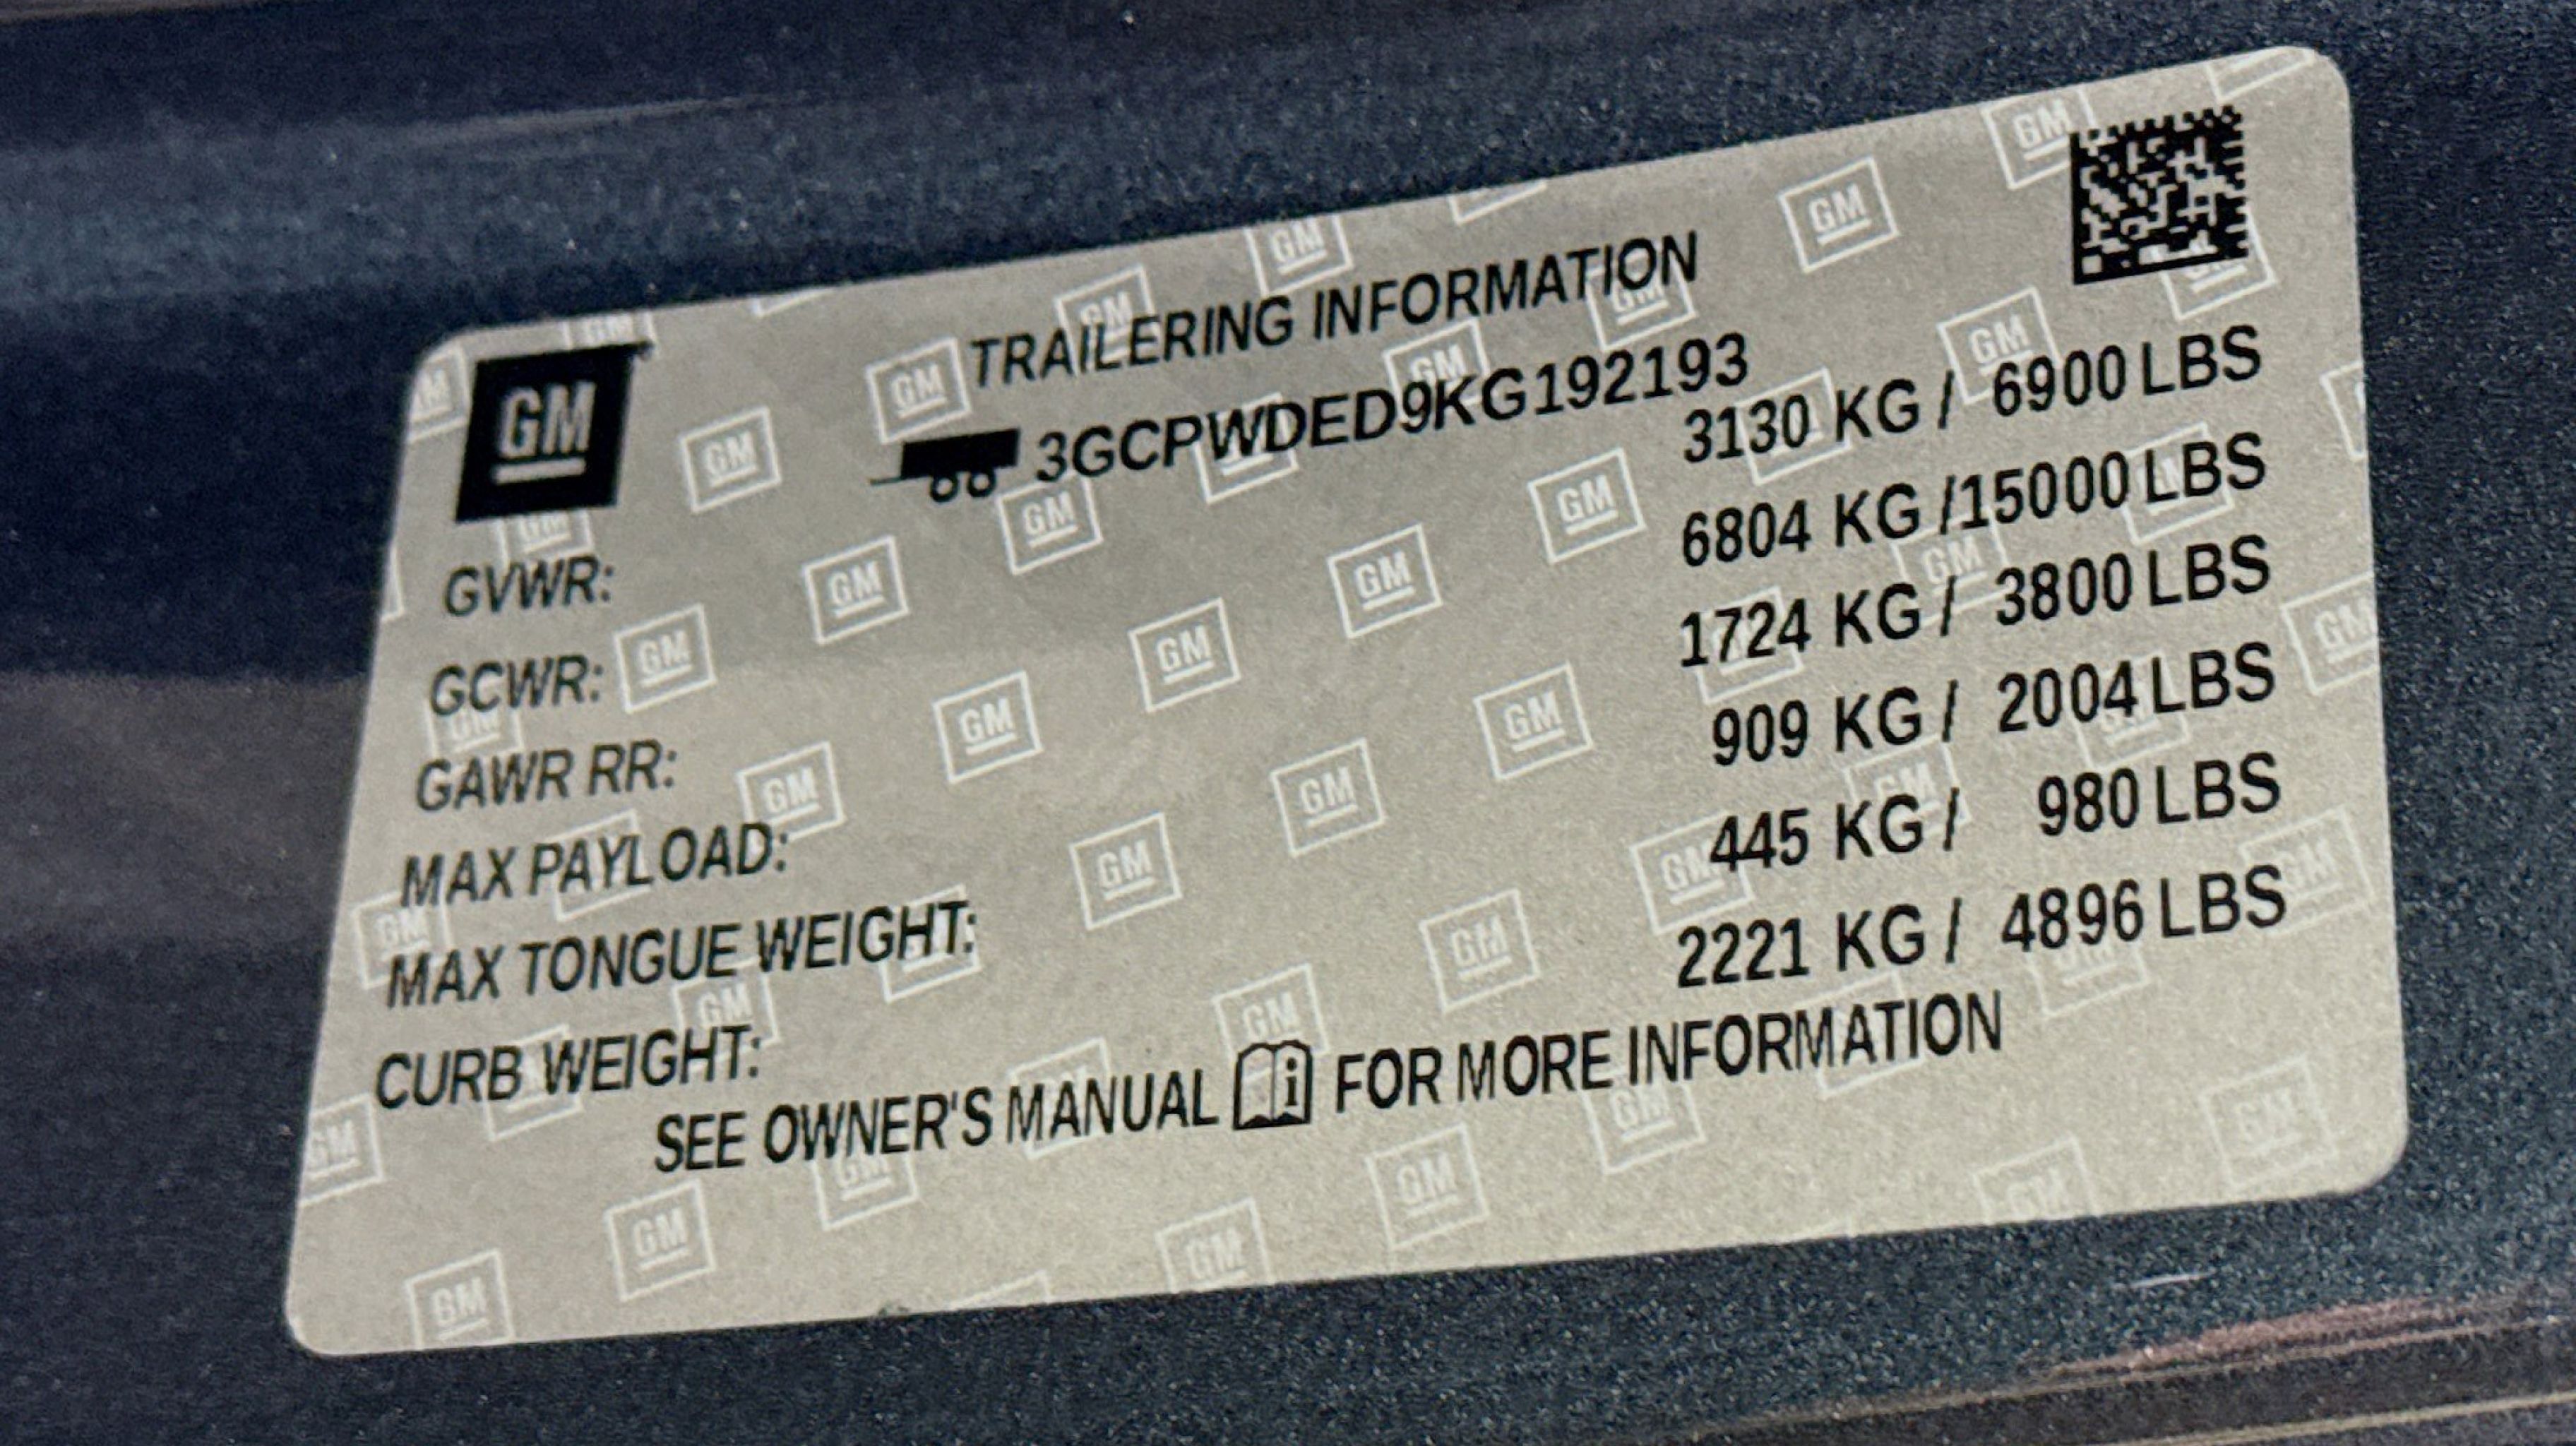 GM
TRAILERING INFORMATION
3GCPWDED9KG192193
GVWR: 3130 KG / 6900 LBS
GCWR: 6804 KG /15000 LBS
GAWR RR: 1724 KG / 3800 LBS
MAX PAYLOAD: 909 KG / 2004 LBS
MAX TONGUE WEIGHT: 445 KG / 980 LBS
CURB WEIGHT: 2221 KG / 4896 LBS
SEE OWNER'S MANUAL i FOR MORE INFORMATION